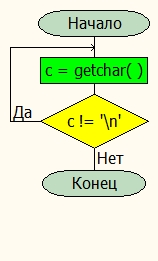 Начало
c = getchar( )
c != '\n'
Да
Нет
Конец